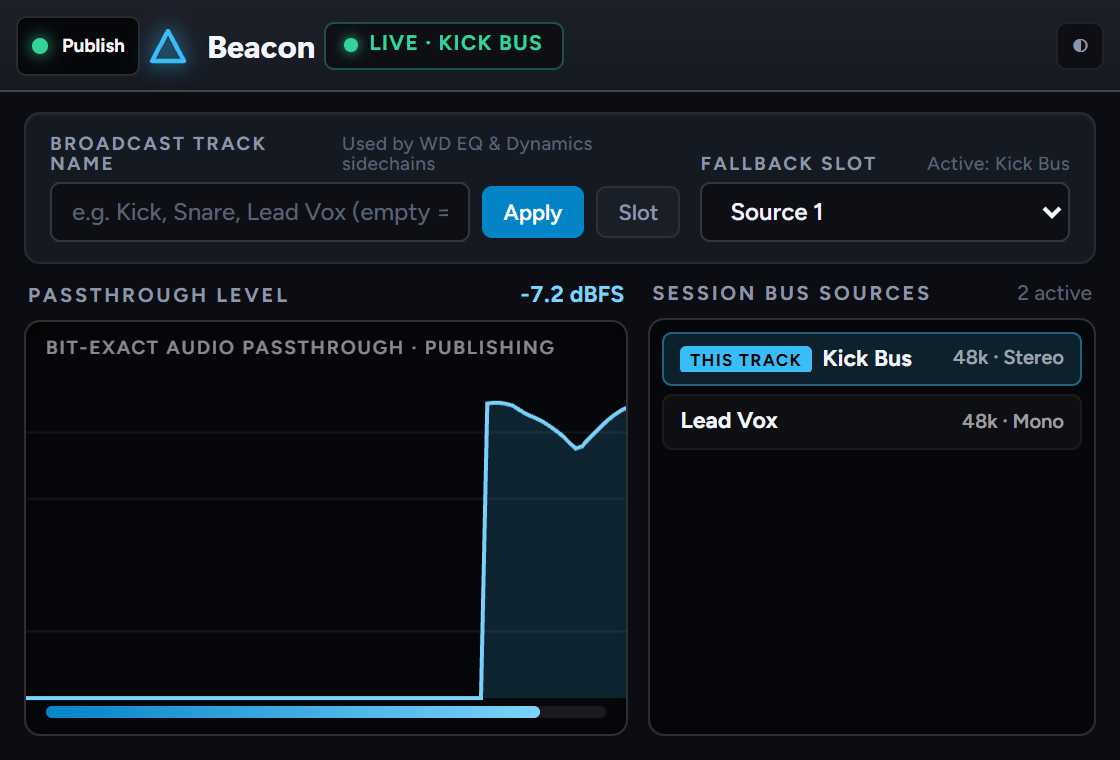 Publish
Beacon
LIVE · KICK BUS
BROADCAST TRACK
NAME
Used by WD EQ & Dynamics
sidechains
FALLBACK SLOT
Active: Kick Bus
e.g. Kick, Snare, Lead Vox (empty =
Apply
Slot
Source 1
PASSTHROUGH LEVEL
-7.2 dBFS
SESSION BUS SOURCES
2 active
BIT-EXACT AUDIO PASSTHROUGH · PUBLISHING
THIS TRACK
Kick Bus
48k · Stereo
Lead Vox
48k · Mono